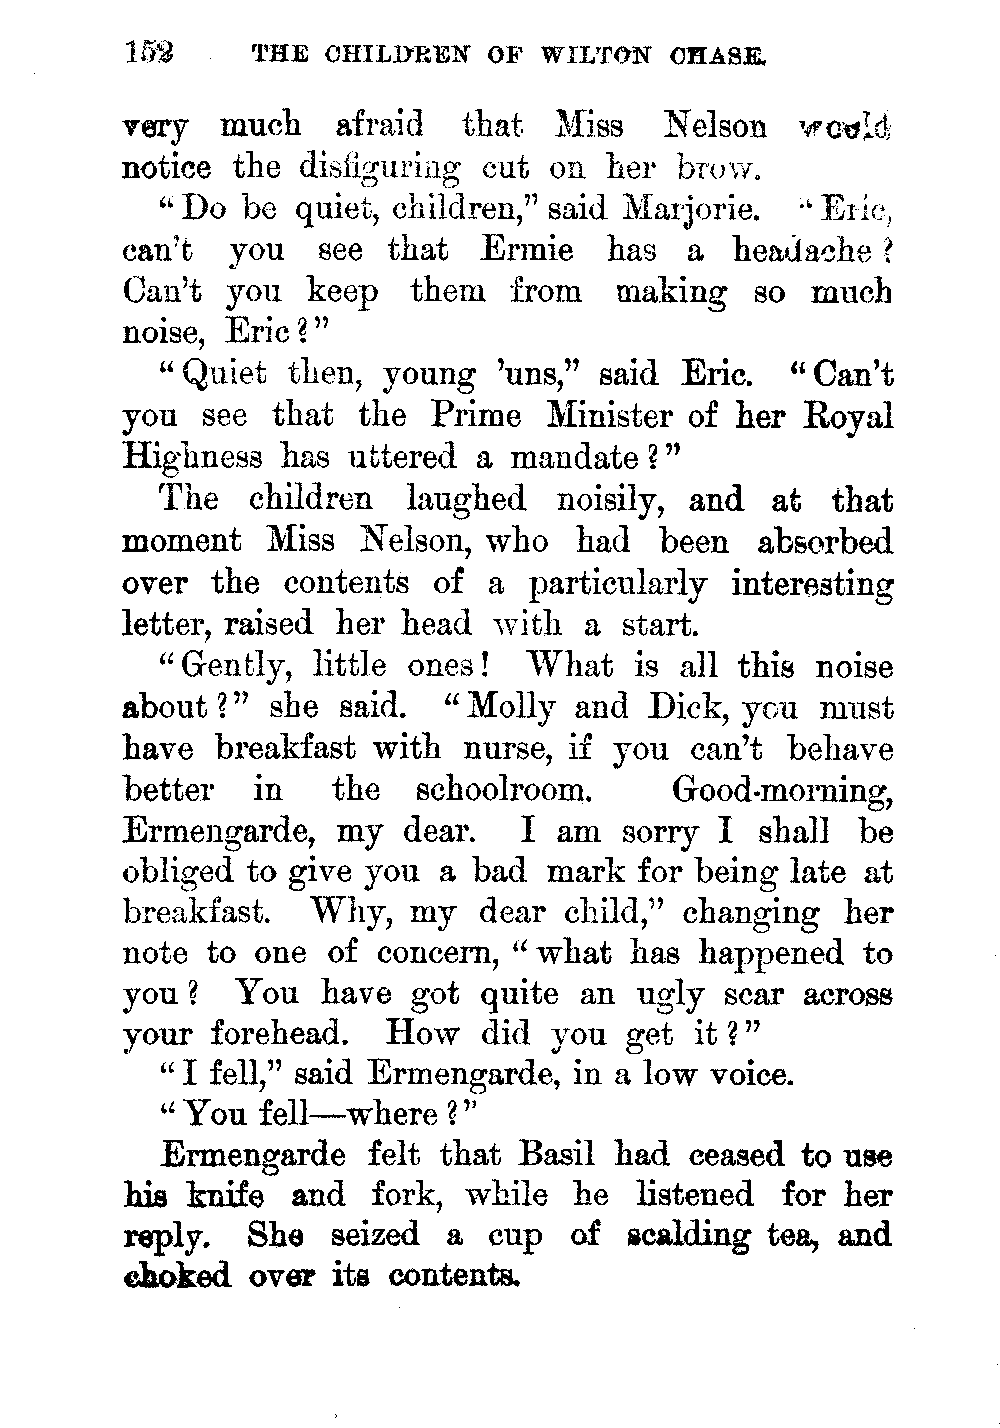 152 THE CHILDREN OF WILTON CHASE.
very much afraid that Miss Nelson would
notice the disfiguring cut on her brow.
“Do be quiet, children,” said Marjorie. “Eric,
can’t you see that Ermie has a headache?
Can’t you keep them from making so much
noise, Eric?”
“Quiet then, young ’uns,” said Eric. “Can’t
you see that the Prime Minister of her Royal
Highness has uttered a mandate?”
The children laughed noisily, and at that
moment Miss Nelson, who had been absorbed
over the contents of a particularly interesting
letter, raised her head with a start.
“Gently, little ones! What is all this noise
about?” she said. “Molly and Dick, you must
have breakfast with nurse, if you can’t behave
better in the schoolroom. Good-morning,
Ermengarde, my dear. I am sorry I shall be
obliged to give you a bad mark for being late at
breakfast. Why, my dear child,” changing her
note to one of concern, “what has happened to
you? You have got quite an ugly scar across
your forehead. How did you get it?”
“I fell,” said Ermengarde, in a low voice.
“You fell—where?”
Ermengarde felt that Basil had ceased to use
his knife and fork, while he listened for her
reply. She seized a cup of scalding tea, and
choked over its contents.